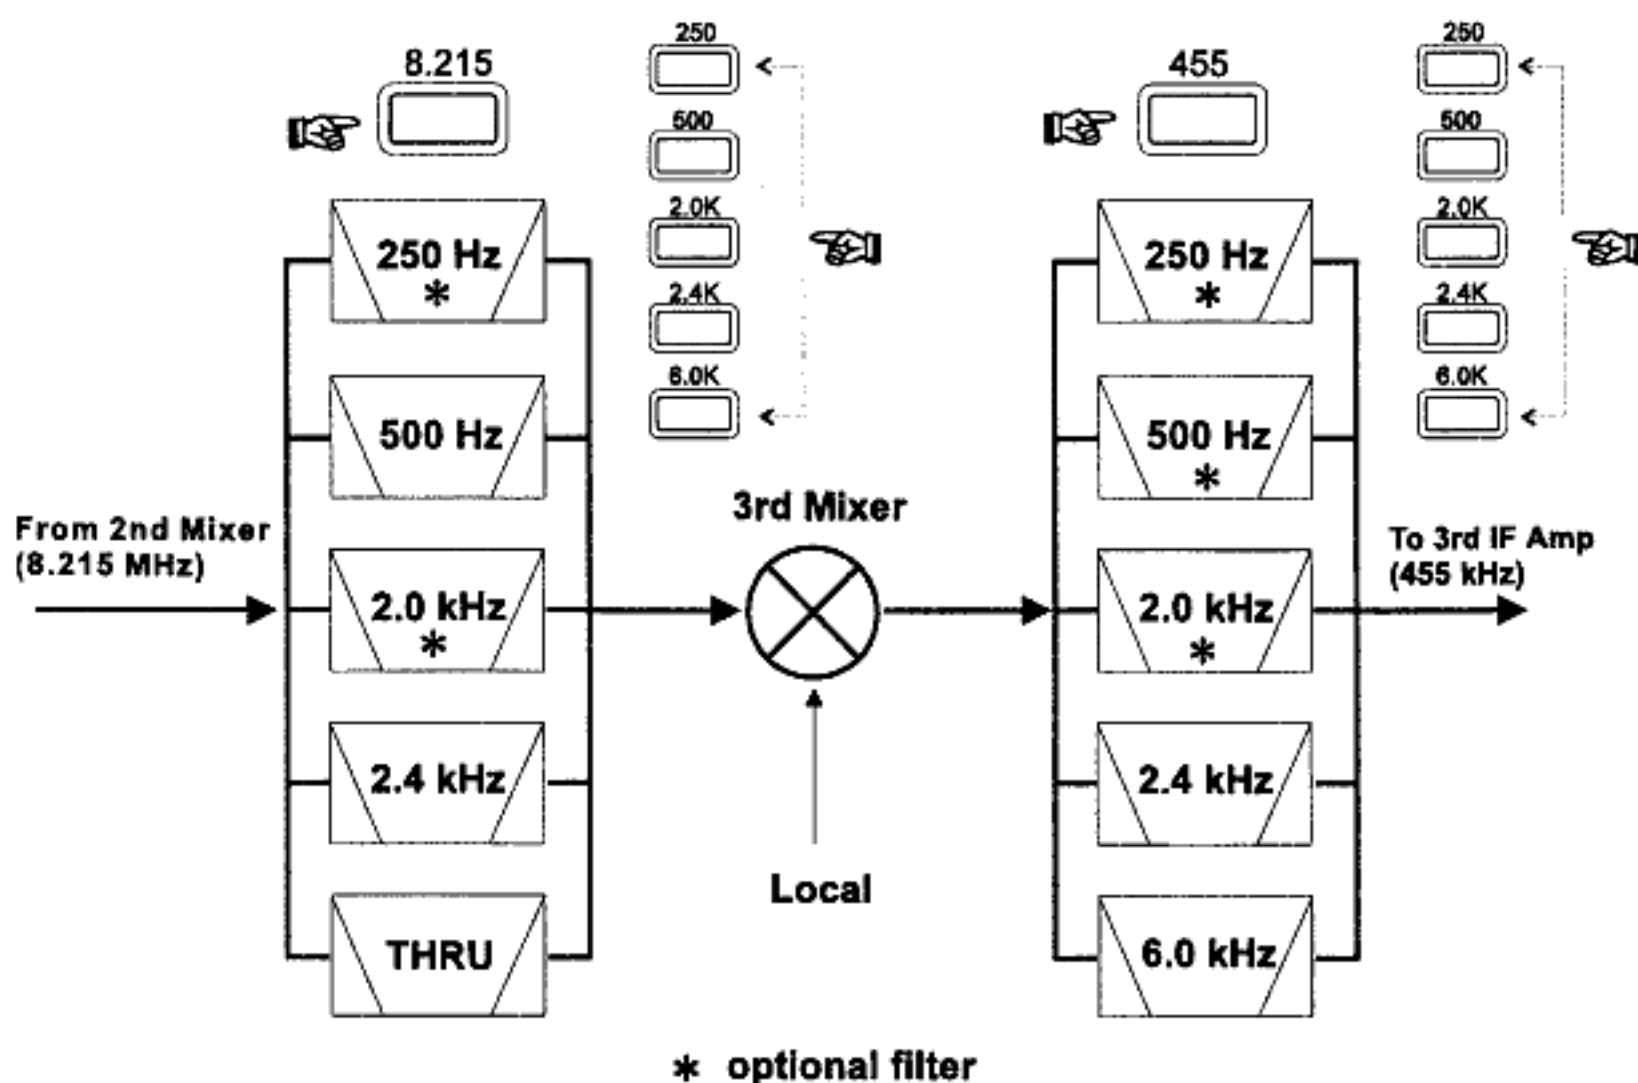 8.215
250
500
2.0K
2.4K
6.0K
455
250
500
2.0K
2.4K
6.0K
250 Hz
*
500 Hz
2.0 kHz
*
2.4 kHz
THRU
From 2nd Mixer
(8.215 MHz)
3rd Mixer
Local
250 Hz
*
500 Hz
*
2.0 kHz
*
2.4 kHz
6.0 kHz
To 3rd IF Amp
(455 kHz)
* optional filter